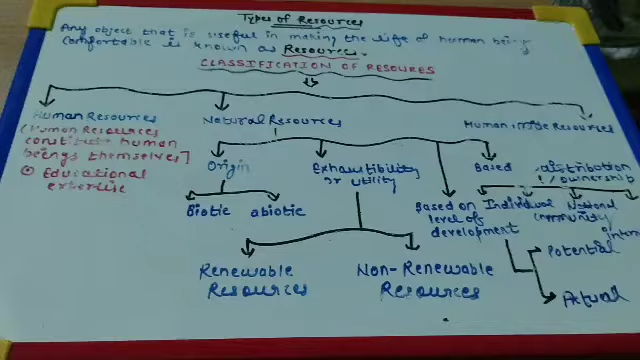 Types of Resources
Any object that is useful in making the life of human being
comfortable is known as Resources.
CLASSIFICATION OF RESOURES
Human Resources
(Human Resources
human
beings themselves]
Educational
expertise
Natural Resources
Human made Resources
Origin
Biotic abiotic
Exhaustibility
or utility
Renewable
Resources
Non-Renewable
Resources
Based on
level of
development
Potential
Actual
Based distribution
/ ownership
Individual National
community